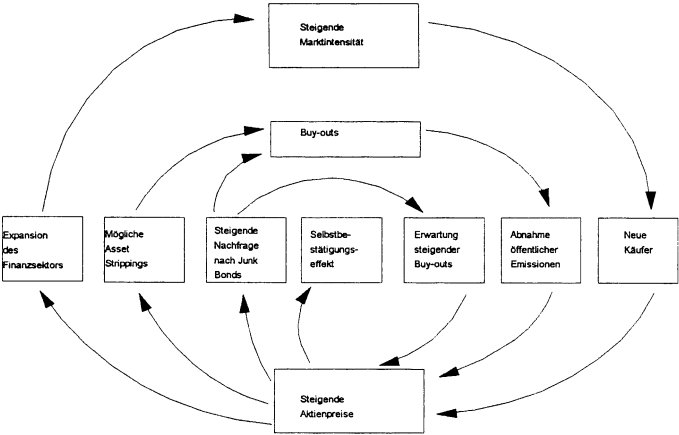 Steigende
Marktintensität
Buy-outs
Expansion
des
Finanzsektors
Mögliche
Asset
Strippings
Steigende
Nachfrage
nach Junk
Bonds
Selbstbe-
stätigungs-
effekt
Erwartung
steigender
Buy-outs
Abnahme
öffentlicher
Emissionen
Neue
Käufer
Steigende
Aktienpreise